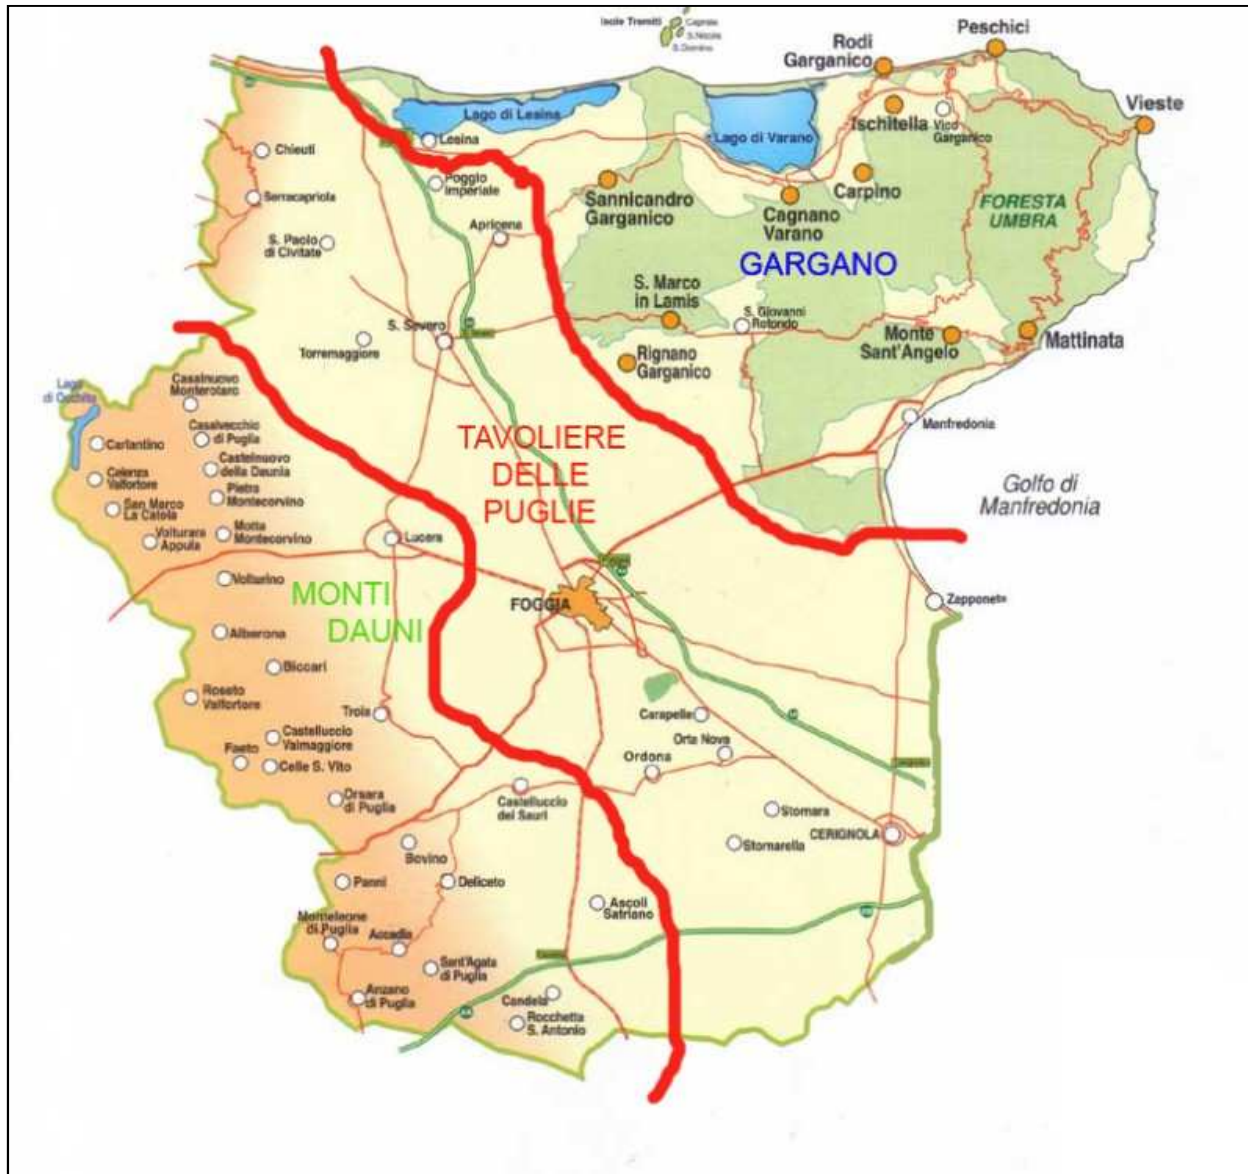 Isole Tremiti
Caprara
S.Nicola
S.Domino
Peschici
Rodi
Garganico
Vieste
Lago di Lesina
Lesina
Lago di Varano
Ischitella
Vico
Garganico
Chieuti
Poggio
Imperiale
Serracapriola
Sannicandro
Garganico
Carpino
Cagnano
Varano
FORESTA
UMBRA
Apricena
S. Paolo
di Civitate
GARGANO
S. Marco
in Lamis
S. Giovanni
Rotondo
S. Severo
Torremaggiore
Rignano
Garganico
Monte
Sant'Angelo
Mattinata
Lago
di Occhito
Casalnuovo
Monterotaro
Manfredonia
Carlantino
Casalvecchio
di Puglia
TAVOLIERE
DELLE
PUGLIE
Castelnuovo
della Daunia
Celenza
Valfortore
Pietra
Montecorvino
Golfo di
Manfredonia
San Marco
La Catola
Volturara
Appula
Motta
Montecorvino
Lucera
Volturino
MONTI
DAUNI
FOGGIA
Zapponeta
Alberona
Biccari
Roseto
Valfortore
Troia
Carapelle
Castelluccio
Valmaggiore
Orta Nova
Faeto
Celle S. Vito
Ordona
Orsara
di Puglia
Castelluccio
dei Sauri
Stornara
CERIGNOLA
Stornarella
Bovino
Panni
Deliceto
Ascoli
Satriano
Monteleone
di Puglia
Accadia
Sant'Agata
di Puglia
Anzano
di Puglia
Candela
Rocchetta
S. Antonio